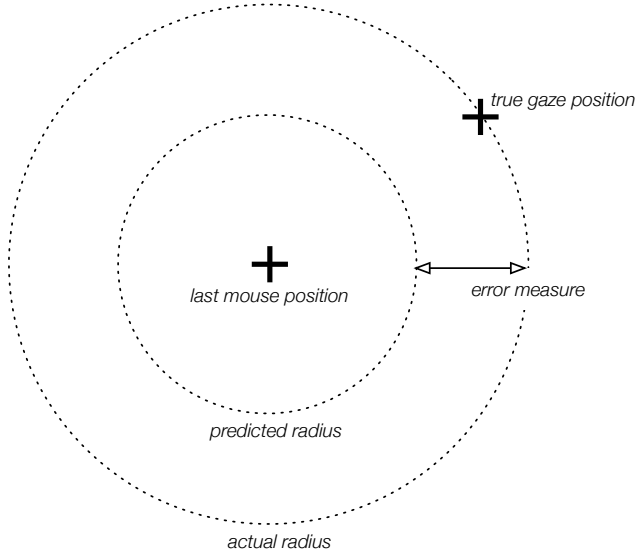 true gaze position
last mouse position
error measure
predicted radius
actual radius